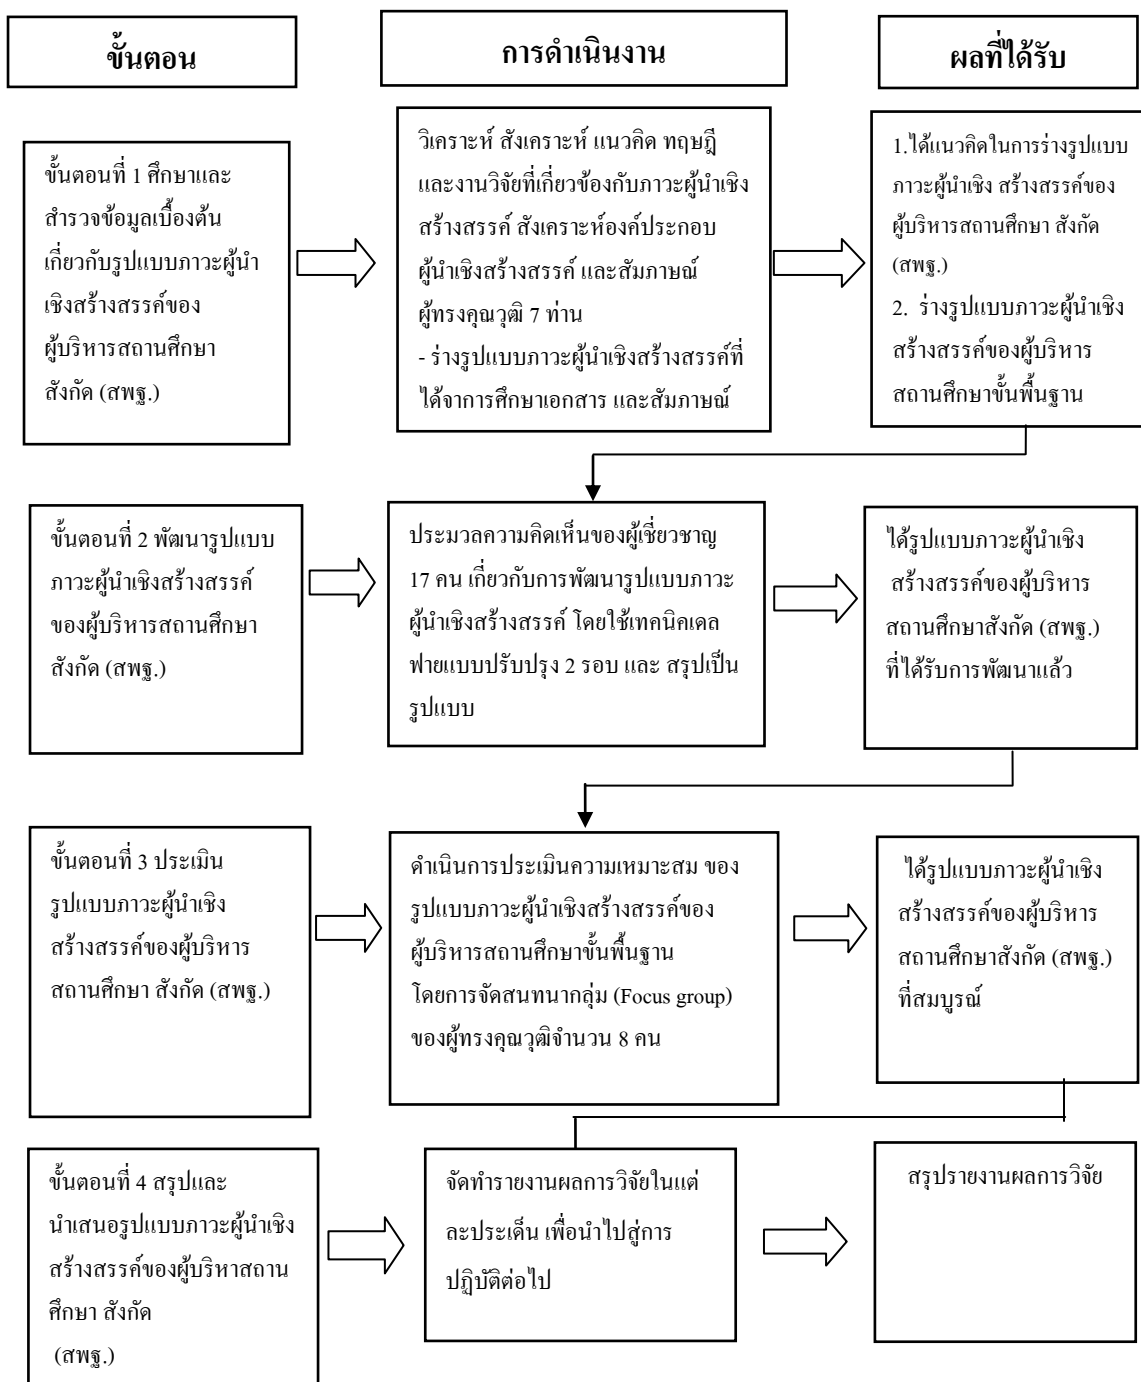 ขั้นตอน
การดำเนินงาน
ผลที่ได้รับ
ขั้นตอนที่ 1 ศึกษาและ
สำรวจข้อมูลเบื้องต้น
เกี่ยวกับรูปแบบภาวะผู้นำ
เชิงสร้างสรรค์ของ
ผู้บริหารสถานศึกษา
สังกัด (สพฐ.)
วิเคราะห์ สังเคราะห์ แนวคิด ทฤษฎี
และงานวิจัยที่เกี่ยวข้องกับภาวะผู้นำเชิง
สร้างสรรค์ สังเคราะห์องค์ประกอบ
ผู้นำเชิงสร้างสรรค์ และสัมภาษณ์
ผู้ทรงคุณวุฒิ 7 ท่าน
- ร่างรูปแบบภาวะผู้นำเชิงสร้างสรรค์ที่
ได้จาการศึกษาเอกสาร และสัมภาษณ์
1.ได้แนวคิดในการร่างรูปแบบ
ภาวะผู้นำเชิง สร้างสรรค์ของ
ผู้บริหารสถานศึกษา สังกัด
(สพฐ.)
2. ร่างรูปแบบภาวะผู้นำเชิง
สร้างสรรค์ของผู้บริหาร
สถานศึกษาขั้นพื้นฐาน
ขั้นตอนที่ 2 พัฒนารูปแบบ
ภาวะผู้นำเชิงสร้างสรรค์
ของผู้บริหารสถานศึกษา
สังกัด (สพฐ.)
ประมวลความคิดเห็นของผู้เชี่ยวชาญ
17 คน เกี่ยวกับการพัฒนารูปแบบภาวะ
ผู้นำเชิงสร้างสรรค์ โดยใช้เทคนิคเดล
ฟายแบบปรับปรุง 2 รอบ และ สรุปเป็น
รูปแบบ
ได้รูปแบบภาวะผู้นำเชิง
สร้างสรรค์ของผู้บริหาร
สถานศึกษาสังกัด (สพฐ.)
ที่ได้รับการพัฒนาแล้ว
ขั้นตอนที่ 3 ประเมิน
รูปแบบภาวะผู้นำเชิง
สร้างสรรค์ของผู้บริหาร
สถานศึกษา สังกัด (สพฐ.)
ดำเนินการประเมินความเหมาะสม ของ
รูปแบบภาวะผู้นำเชิงสร้างสรรค์ของ
ผู้บริหารสถานศึกษาขั้นพื้นฐาน
โดยการจัดสนทนากลุ่ม (Focus group)
ของผู้ทรงคุณวุฒิจำนวน 8 คน
ได้รูปแบบภาวะผู้นำเชิง
สร้างสรรค์ของผู้บริหาร
สถานศึกษาสังกัด (สพฐ.)
ที่สมบูรณ์
ขั้นตอนที่ 4 สรุปและ
นำเสนอรูปแบบภาวะผู้นำเชิง
สร้างสรรค์ของผู้บริหาสถาน
ศึกษา สังกัด
(สพฐ.)
จัดทำรายงานผลการวิจัยในแต่
ละประเด็น เพื่อนำไปสู่การ
ปฏิบัติต่อไป
สรุปรายงานผลการวิจัย